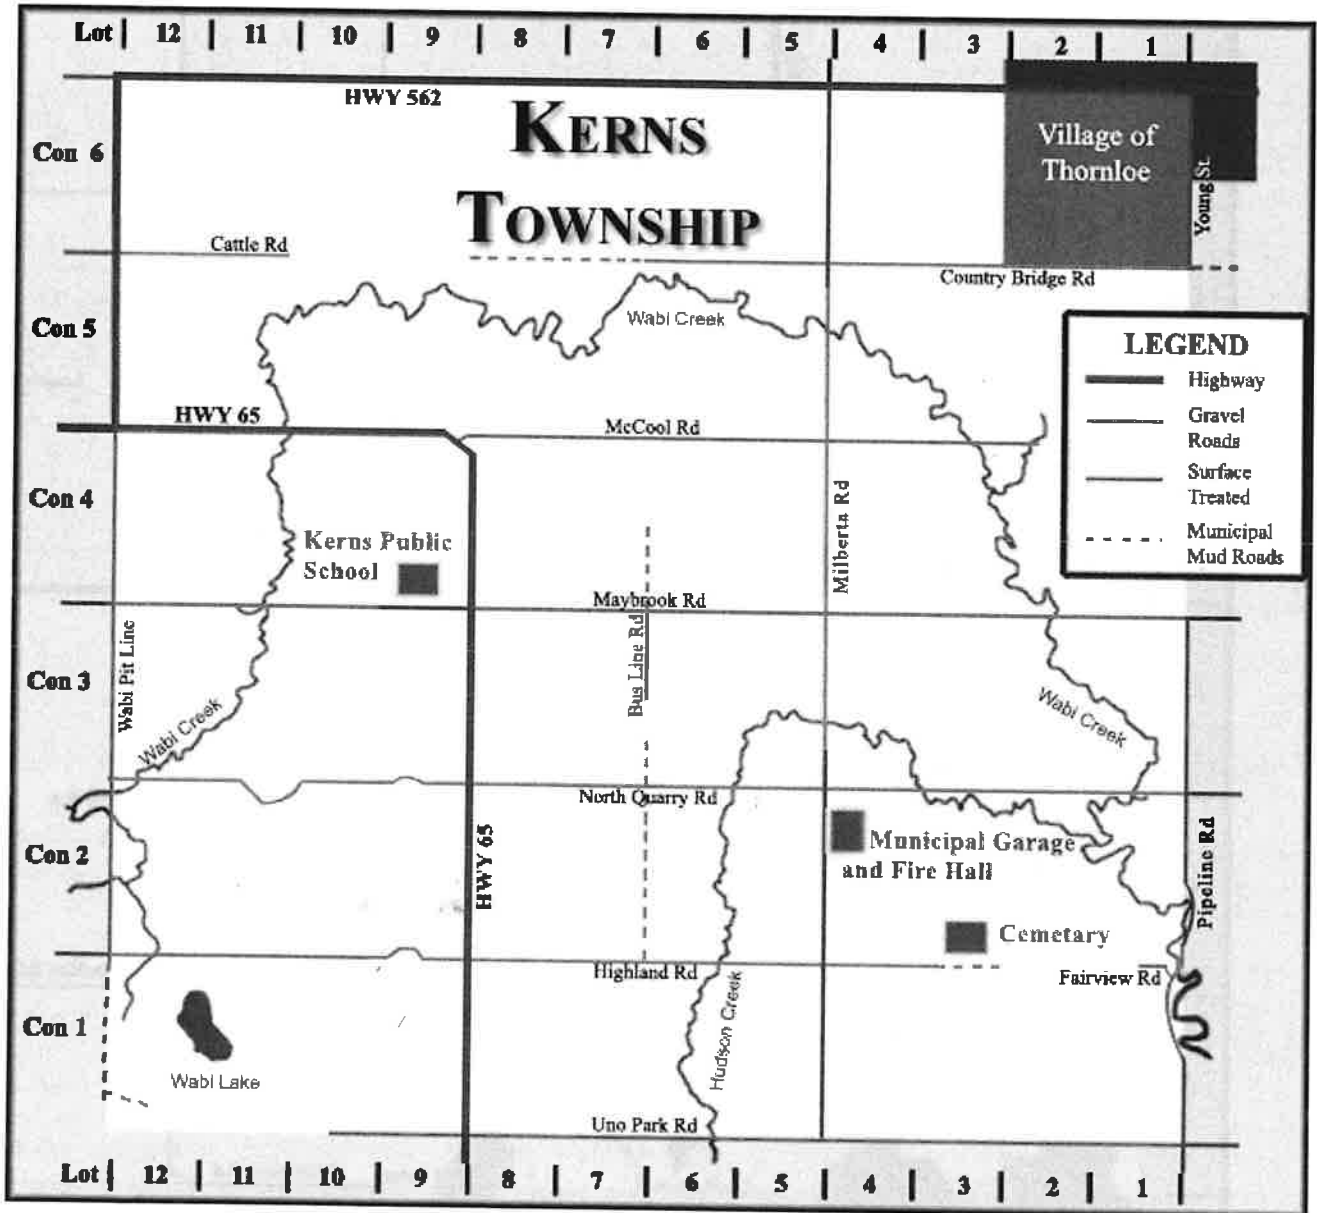 Lot | 12 | 11 | 10 | 9 | 8 | 7 | 6 | 5 | 4 | 3 | 2 | 1 |
HWY 562
KERNS
TOWNSHIP
Village of
Thornloe
Young St.
Con 6
Cattle Rd
Country Bridge Rd
Con 5
Wabi Creek
LEGEND
Highway
Gravel
Roads
Surface
Treated
Municipal
Mud Roads
HWY 65
McCool Rd
Con 4
Milberta Rd
Kerns Public
School
Maybrook Rd
Wabi Pit Line
Bus Line Rd
Con 3
Wabi Creek
Wabi Creek
North Quarry Rd
Con 2
HWY 65
Municipal Garage
and Fire Hall
Pipeline Rd
Cemetary
Highland Rd
Fairview Rd
Con 1
Hudson Creek
Wabi Lake
Uno Park Rd
Lot | 12 | 11 | 10 | 9 | 8 | 7 | 6 | 5 | 4 | 3 | 2 | 1 |